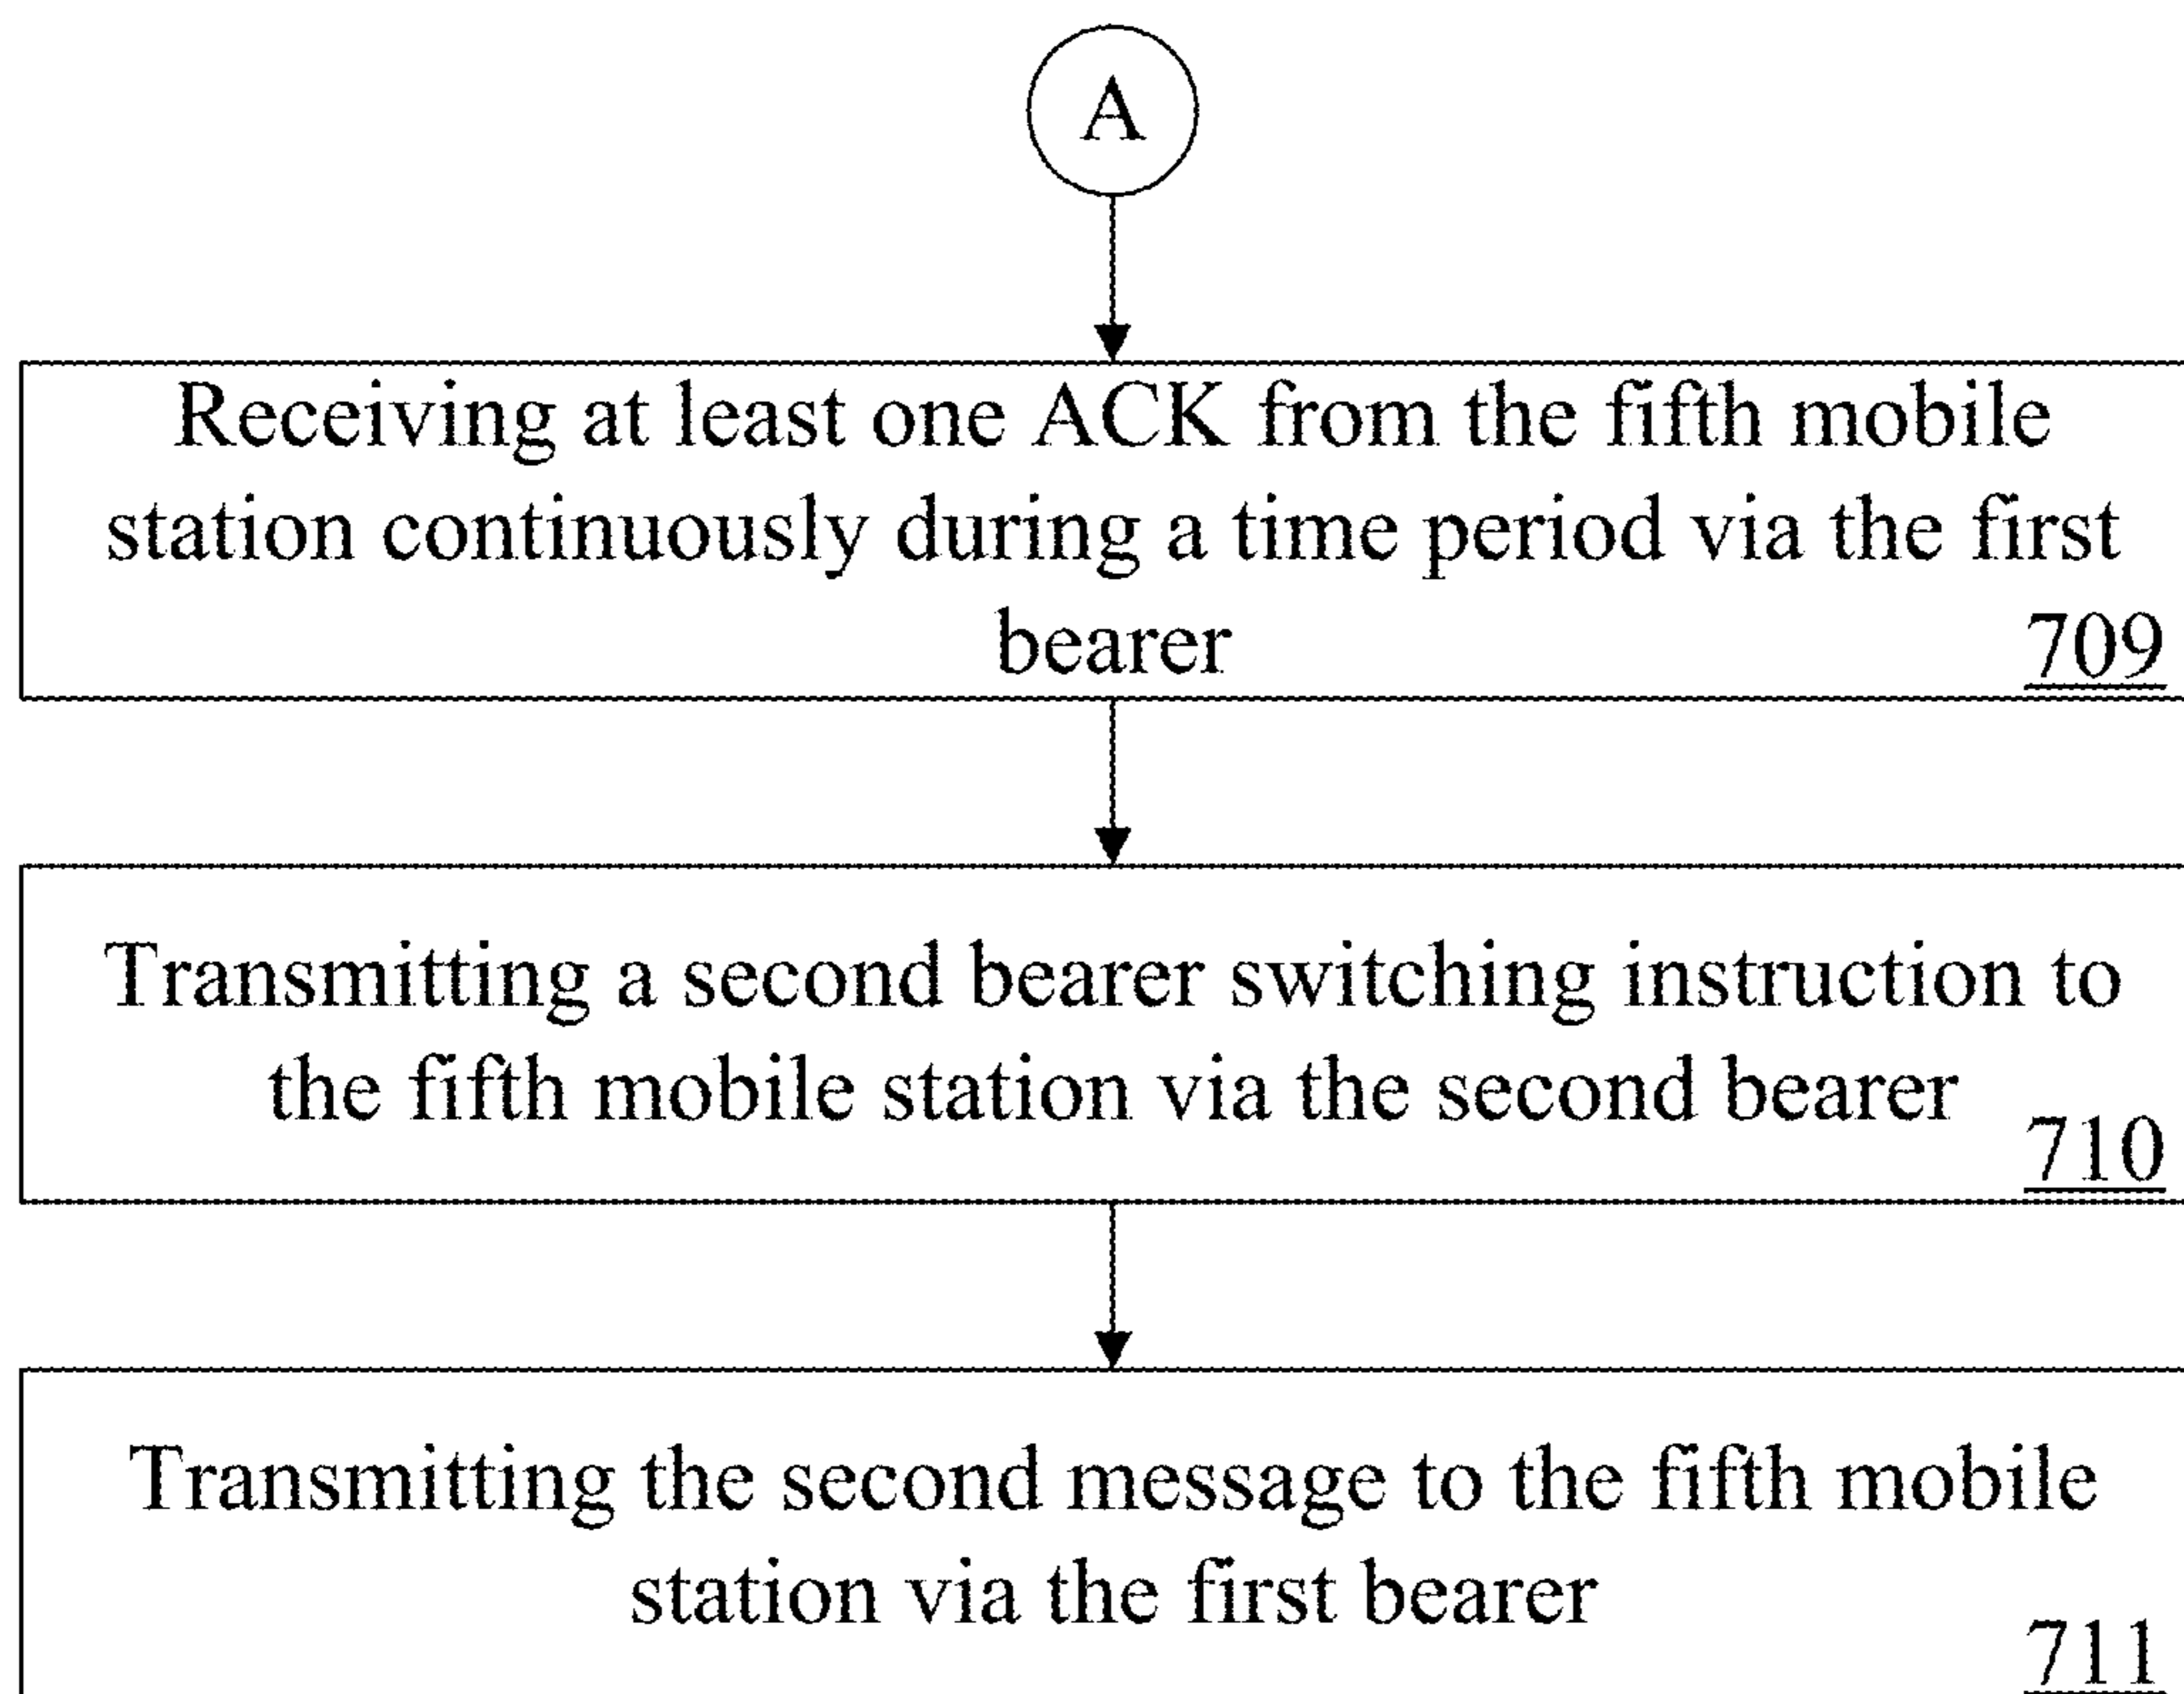 A
Receiving at least one ACK from the fifth mobile
station continuously during a time period via the first
bearer
709
Transmitting a second bearer switching instruction to
the fifth mobile station via the second bearer
710
Transmitting the second message to the fifth mobile
station via the first bearer
711